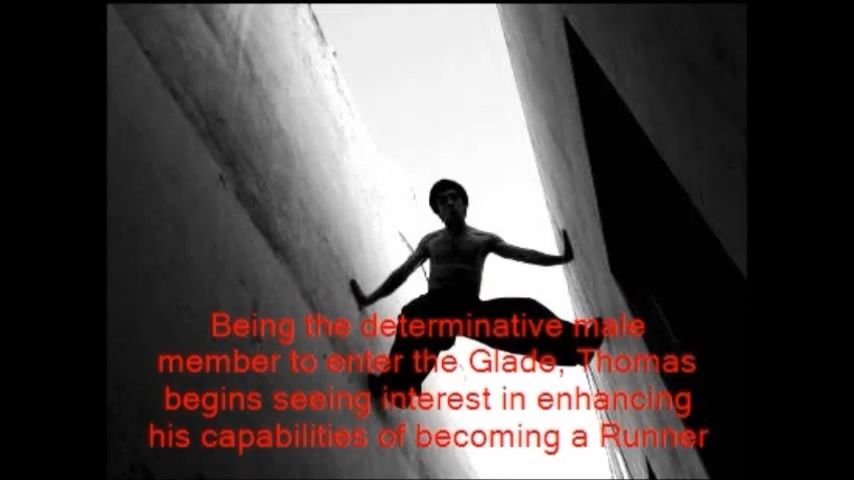 Being the determinative male
member to enter the Glade, Thomas
begins seeing interest in enhancing
his capabilities of becoming a Runner